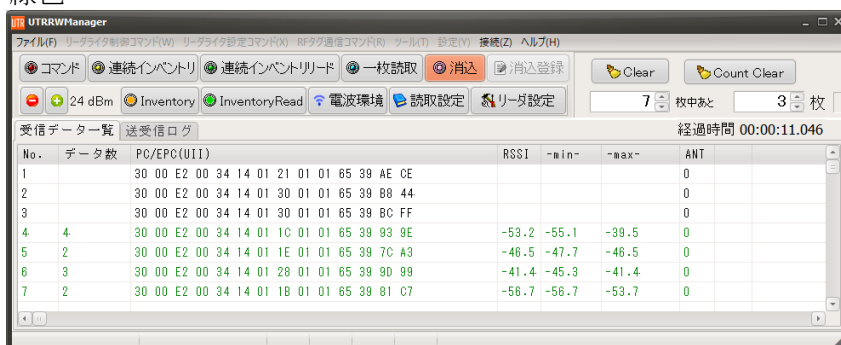 UTR UTRRWManager
ファイル(F) リーダライタ制御コマンド(W) リーダライタ設定コマンド(X) RFタグ通信コマンド(R) ツール(T) 設定(Y) 接続(Z) ヘルプ(H)
コマンド 連続インベントリ 連続インベントリリード 一枚読取 消込 消込登録 Clear Count Clear
24 dBm Inventory InventoryRead 電波環境 読取設定 リーダ設定 7 枚中あと 3 枚
受信データ一覧 送受信ログ 経過時間 00:00:11.046
No. データ数 PC/EPC(UII) RSSI -min- -max- ANT
1 30 00 E2 00 34 14 01 21 01 01 65 39 AE CE 0
2 30 00 E2 00 34 14 01 30 01 01 65 39 B8 44 0
3 30 00 E2 00 34 14 01 30 01 01 65 39 BC FF 0
4 4 30 00 E2 00 34 14 01 1C 01 01 65 39 93 9E -53.2 -55.1 -39.5 0
5 2 30 00 E2 00 34 14 01 1E 01 01 65 39 7C A3 -46.5 -47.7 -46.5 0
6 3 30 00 E2 00 34 14 01 28 01 01 65 39 9D 99 -41.4 -45.3 -41.4 0
7 2 30 00 E2 00 34 14 01 1B 01 01 65 39 81 C7 -56.7 -56.7 -53.7 0